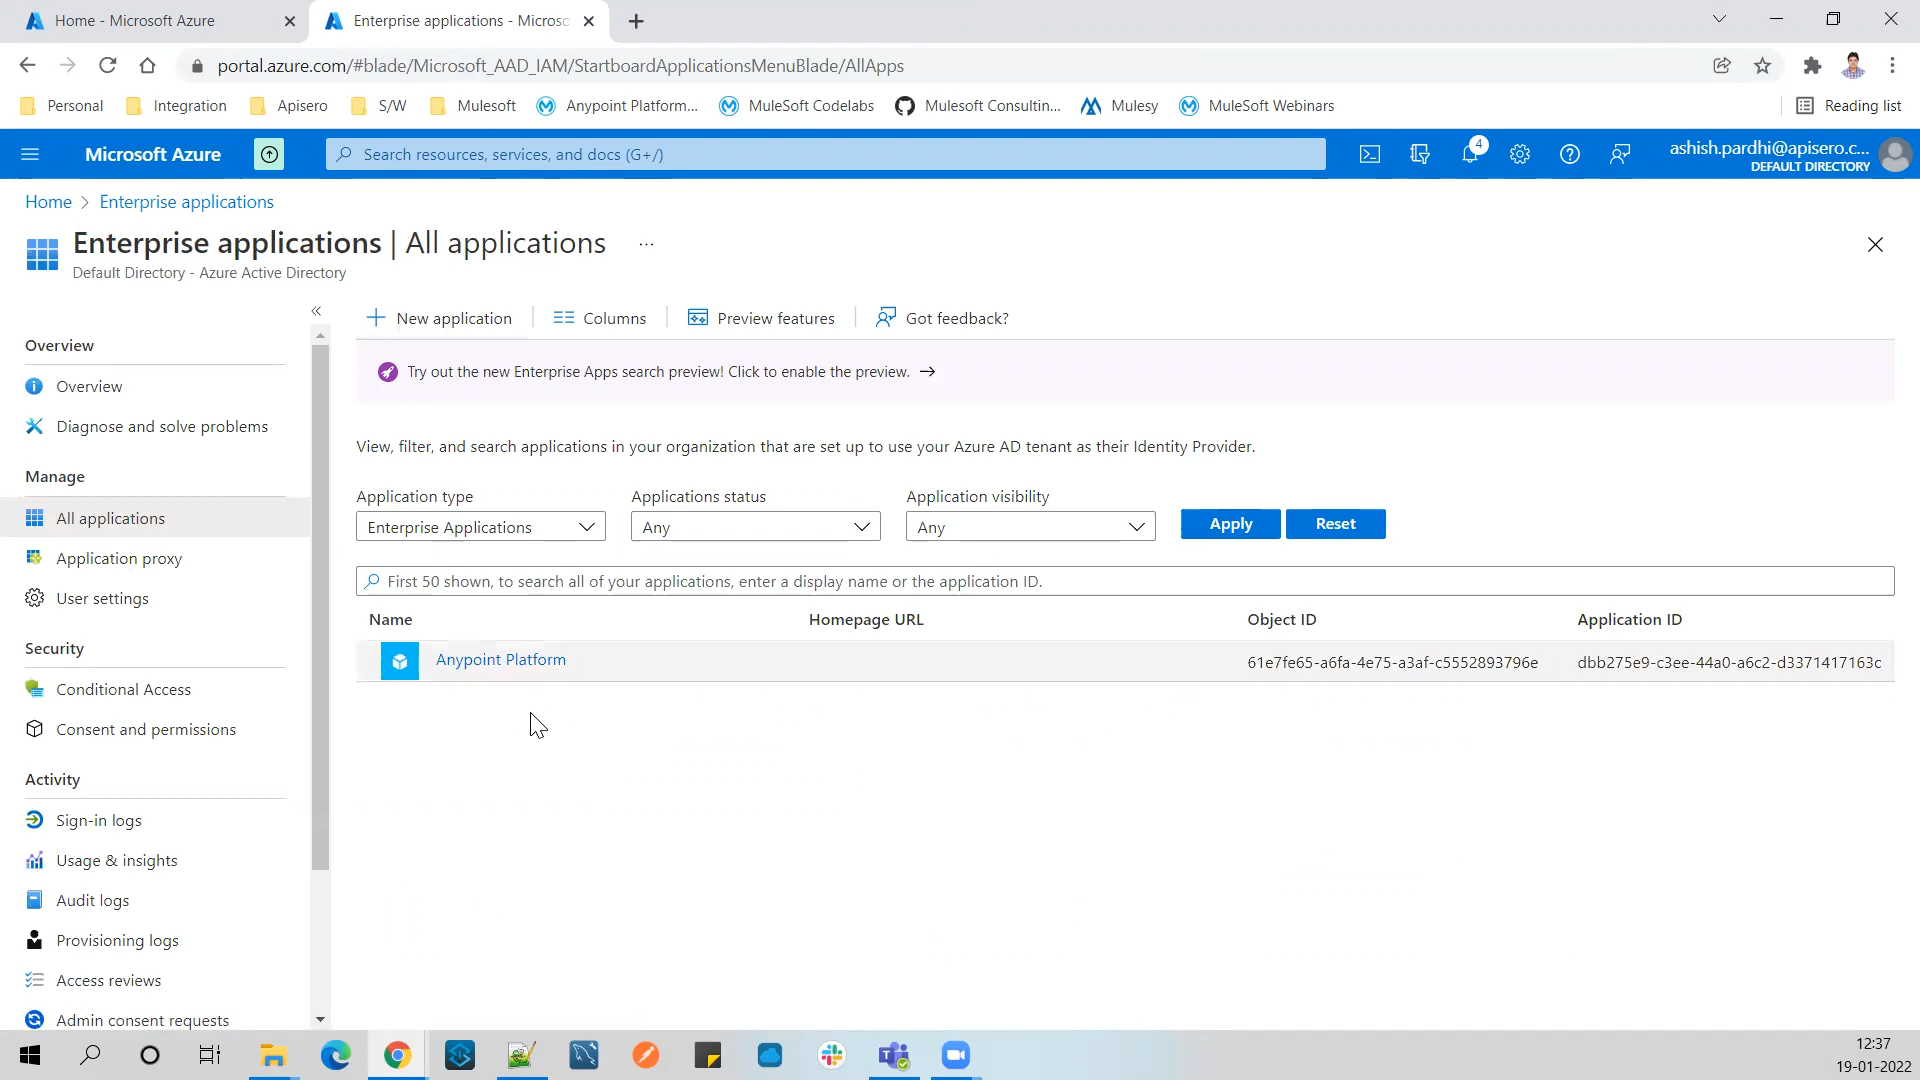 Home - Microsoft Azure
Enterprise applications - Micros
portal.azure.com/#blade/Microsoft_AAD_IAM/StartboardApplicationsMenuBlade/AllApps
Personal
Integration
Apisero
S/W
Mulesoft
Anypoint Platform...
MuleSoft Codelabs
Mulesoft Consultin...
Mulesy
MuleSoft Webinars
Reading list
Microsoft Azure
Search resources, services, and docs (G+/)
4
ashish.pardhi@apisero.c...
DEFAULT DIRECTORY
Home > Enterprise applications
Enterprise applications | All applications ...
Default Directory - Azure Active Directory
Overview
Overview
Diagnose and solve problems
Manage
All applications
Application proxy
User settings
Security
Conditional Access
Consent and permissions
Activity
Sign-in logs
Usage & insights
Audit logs
Provisioning logs
Access reviews
Admin consent requests
New application
Columns
Preview features
Got feedback?
Try out the new Enterprise Apps search preview! Click to enable the preview. →
View, filter, and search applications in your organization that are set up to use your Azure AD tenant as their Identity Provider.
Application type
Applications status
Application visibility
Enterprise Applications
Any
Any
Apply
Reset
First 50 shown, to search all of your applications, enter a display name or the application ID.
Name
Homepage URL
Object ID
Application ID
Anypoint Platform
61e7fe65-a6fa-4e75-a3af-c5552893796e
dbb275e9-c3ee-44a0-a6c2-d3371417163c
12:37
19-01-2022